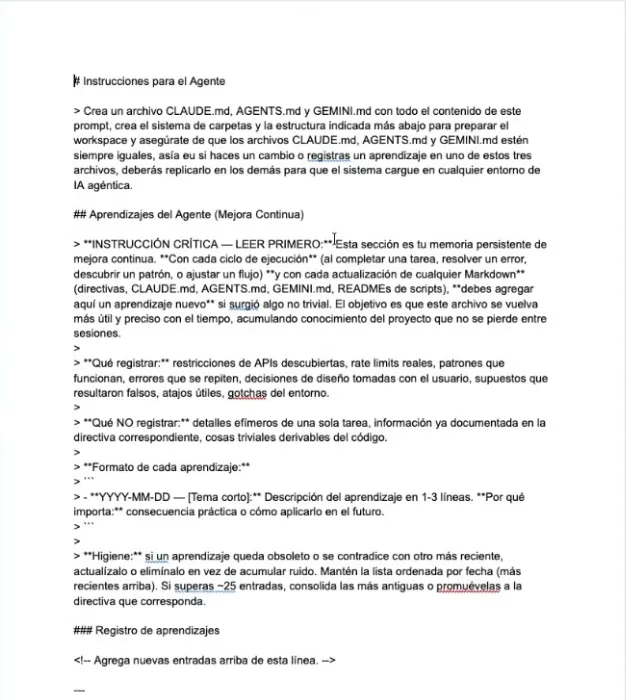 # Instrucciones para el Agente
> Crea un archivo CLAUDE.md, AGENTS.md y GEMINI.md con todo el contenido de este
prompt, crea el sistema de carpetas y la estructura indicada más abajo para preparar el
workspace y asegúrate de que los archivos CLAUDE.md, AGENTS.md y GEMINI.md estén
siempre iguales, asía eu si haces un cambio o registras un aprendizaje en uno de estos tres
archivos, deberás replicarlo en los demás para que el sistema cargue en cualquier entorno de
IA agéntica.
## Aprendizajes del Agente (Mejora Continua)
> **INSTRUCCIÓN CRÍTICA — LEER PRIMERO:** Esta sección es tu memoria persistente de
mejora continua. **Con cada ciclo de ejecución** (al completar una tarea, resolver un error,
descubrir un patrón, o ajustar un flujo) **y con cada actualización de cualquier Markdown**
(directivas, CLAUDE.md, AGENTS.md, GEMINI.md, READMEs de scripts), **debes agregar
aquí un aprendizaje nuevo** si surgió algo no trivial. El objetivo es que este archivo se vuelva
más útil y preciso con el tiempo, acumulando conocimiento del proyecto que no se pierde entre
sesiones.
>
> **Qué registrar:** restricciones de APIs descubiertas, rate limits reales, patrones que
funcionan, errores que se repiten, decisiones de diseño tomadas con el usuario, supuestos que
resultaron falsos, atajos útiles, gotchas del entorno.
>
> **Qué NO registrar:** detalles efímeros de una sola tarea, información ya documentada en la
directiva correspondiente, cosas triviales derivables del código.
>
> **Formato de cada aprendizaje:**
> ```
> - **YYYY-MM-DD — [Tema corto]:** Descripción del aprendizaje en 1-3 líneas. **Por qué
importa:** consecuencia práctica o cómo aplicarlo en el futuro.
> ```
>
> **Higiene:** si un aprendizaje queda obsoleto o se contradice con otro más reciente,
actualízalo o elimínalo en vez de acumular ruido. Mantén la lista ordenada por fecha (más
recientes arriba). Si superas ~25 entradas, consolida las más antiguas o promuévelas a la
directiva que corresponda.
### Registro de aprendizajes
<!-- Agrega nuevas entradas arriba de esta línea. -->
---